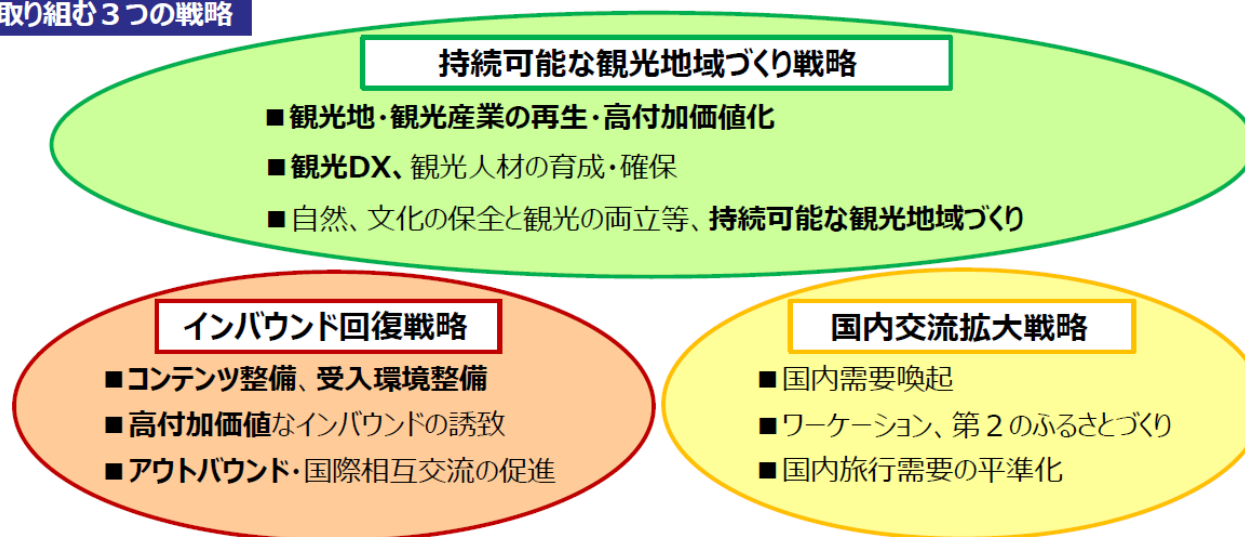 取り組む３つの戦略
持続可能な観光地域づくり戦略
■観光地・観光産業の再生・高付加価値化
■観光DX、観光人材の育成・確保
■自然、文化の保全と観光の両立等、持続可能な観光地域づくり
インバウンド回復戦略
■コンテンツ整備、受入環境整備
■高付加価値なインバウンドの誘致
■アウトバウンド・国際相互交流の促進
国内交流拡大戦略
■国内需要喚起
■ワーケーション、第２のふるさとづくり
■国内旅行需要の平準化